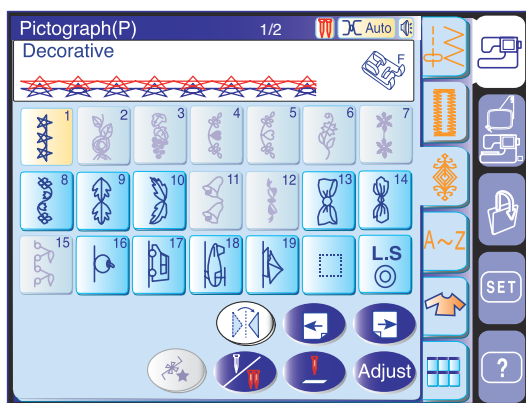 Pictograph(P) 1/2 Auto
Decorative F
1 2 3 4 5 6 7
8 9 10 11 12 13 14
15 16 17 18 19 L.S
A~Z
SET
Adjust ?